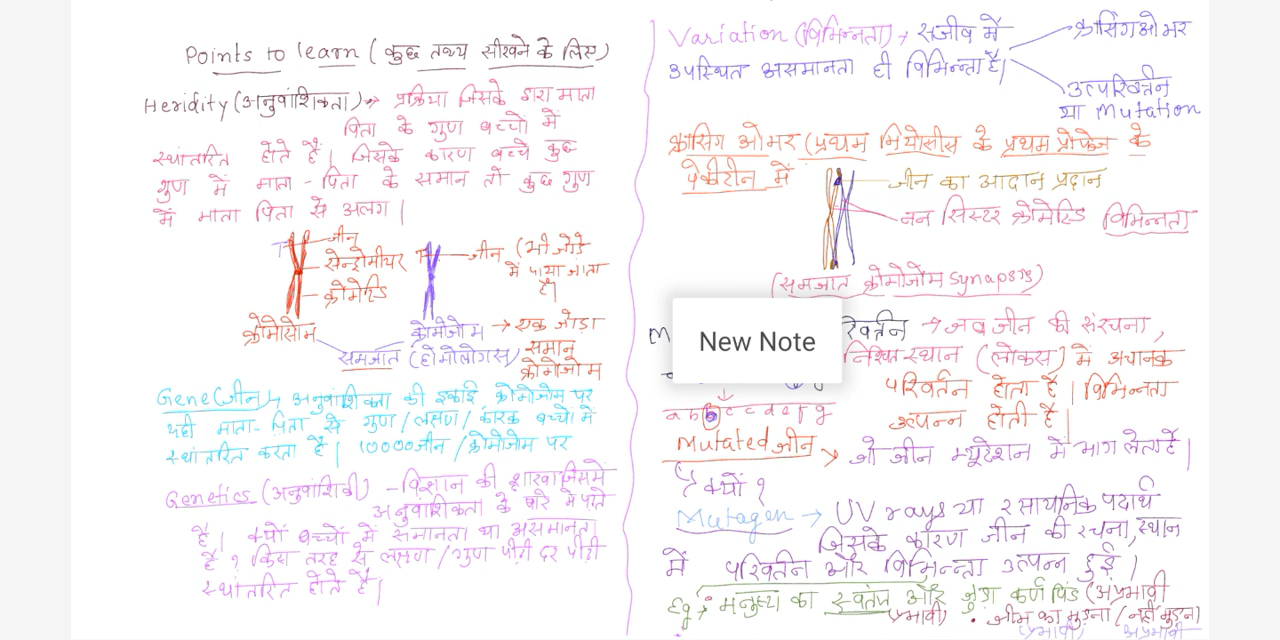 Points to learn (कुछ तथ्य सीखने के लिए)
Heridity (अनुवांशिकता) → प्रक्रिया जिसके द्वारा माता
पिता के गुण बच्चों में
स्थांतरित होते हैं| जिसके कारण बच्चे कुछ
गुण में माता - पिता के समान तो कुछ गुण
में माता पिता से अलग|
जीन
सेन्ट्रोमीयर
क्रोमेटिड
क्रोमोसोम
जीन (भी जोड़े
में पाया जाता
है|
क्रोमोजोम → एक जोड़ा
समजात (होमोलोगस) समान
क्रोमोजोम
Gene (जीन) → अनुवांशिकता की इकाई क्रोमोजोम पर
यही माता-पिता से गुण/लक्षण/कारक बच्चे में
स्थांतरित करता है| 10000जीन/क्रोमोजोम पर
Genetics (अनुवांशिकी) - विज्ञान की शाखा जिसमे
अनुवांशिकता के बारे में पढ़ते
है| क्यों बच्चों में समानता या असमानता
है ? किस तरह से लक्षण/गुण पीढ़ी दर पीढ़ी
स्थांतरित होते है|
Variation (विभिन्नता) → सजीव में
उपस्थित असमानता ही विभिन्नता है|
क्रासिंगओभर
उत्परिवर्तन
या Mutation
क्रासिंग ओभर (प्रथम मियोसीस के प्रथम प्रोफेज के
पेकीटीन में
जीन का आदान प्रदान
नन सिस्टर क्रोमेटिड विभिन्नता
(समजात क्रोमोजोम Synapsis)
M
रिवर्तन → जब जीन की संरचना,
New Note
निश्चित स्थान (लोकस) में अचानक
परिवर्तन होता है| विभिन्नता
उत्पन्न होती है|
Mutated जीन → जो जीन म्यूटेशन में भाग लेता है|
क्यों ?
Mutagen → UV rays या रसायनिक पदार्थ
जिसके कारण जीन की रचना, स्थान
में परिवर्तन और विभिन्नता उत्पन्न हुई|
Eg : मनुष्य का स्वतंत्र और जुड़ा कर्ण पिंड (अप्रभावी
प्रभावी) • जीभ का मुड़ना (नहीं मुड़ना)
प्रभावी) अप्रभावी